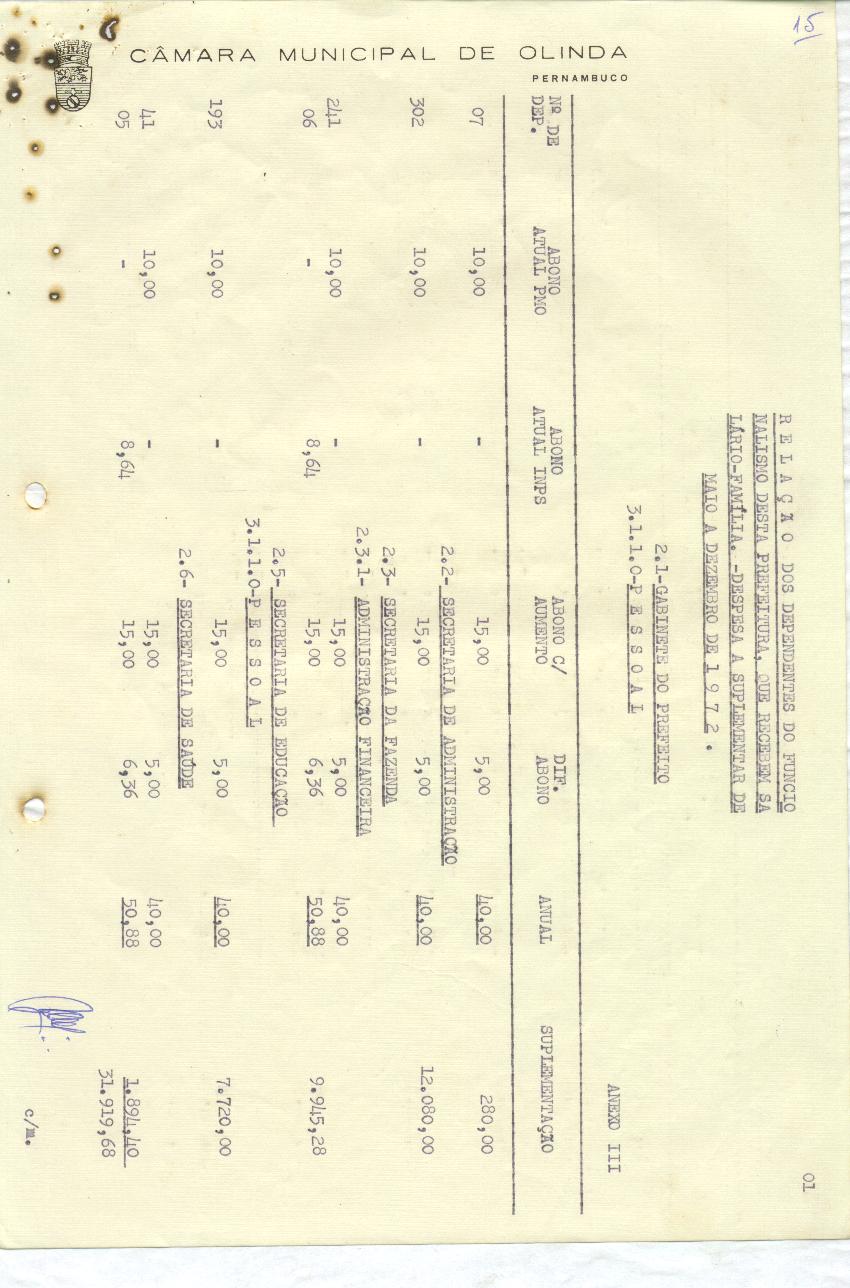 15
CÂMARA MUNICIPAL DE OLINDA
PERNAMBUCO
01
R E L A Ç Ã O DOS DEPENDENTES DO FUNCIO
NALISMO DESTA PREFEITURA, QUE RECEBEM SA
LÁRIO-FAMÍLIA. -DESPESA A SUPLEMENTAR DE
MAIO A DEZEMBRO DE 1 9 7 2 .
ANEXO III
2.1-GABINETE DO PREFEITO
3.1.1.0-P E S S O A L
Nº DE DEP. ABONO ATUAL PMO ABONO ATUAL INPS ABONO C/ AUMENTO DIF. ABONO ANUAL SUPLEMENTAÇÃO
07 10,00 - 15,00 5,00 40,00 280,00
2.2- SECRETARIA DE ADMINISTRAÇÃO
302 10,00 - 15,00 5,00 40,00 12.080,00
2.3- SECRETARIA DA FAZENDA
2.3.1- ADMINISTRAÇÃO FINANCEIRA
241 10,00 - 15,00 5,00 40,00
06 - 8,64 15,00 6,36 50,88 9.945,28
2.5- SECRETARIA DE EDUCAÇÃO
3.1.1.0-P E S S O A L
193 10,00 - 15,00 5,00 40,00 7.720,00
2.6- SECRETARIA DE SAÚDE
41 10,00 - 15,00 5,00 40,00
05 - 8,64 15,00 6,36 50,88 1.894,40
31.919,68
c/m.